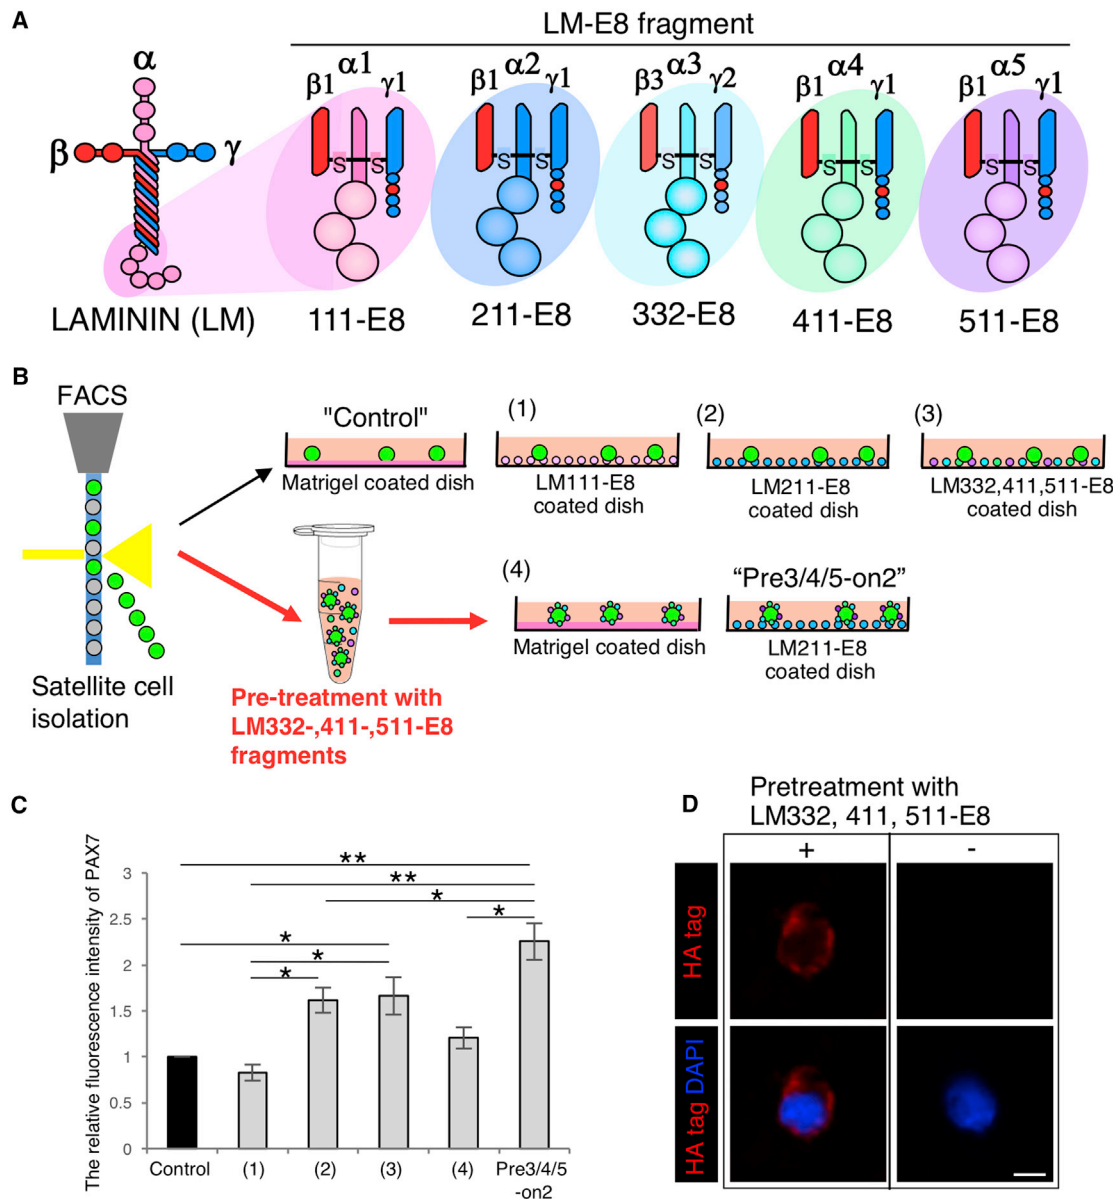 A
LM-E8 fragment
α
β
γ
LAMININ (LM)
β1 α1 γ1
S S
111-E8
β1 α2 γ1
S S
211-E8
β3 α3 γ2
S S
332-E8
β1 α4 γ1
S S
411-E8
β1 α5 γ1
S S
511-E8
B
FACS
Satellite cell
isolation
"Control"
Matrigel coated dish
(1)
LM111-E8
coated dish
(2)
LM211-E8
coated dish
(3)
LM332,411,511-E8
coated dish
Pre-treatment with
LM332-,411-,511-E8
fragments
(4)
Matrigel coated dish
“Pre3/4/5-on2”
LM211-E8
coated dish
C
The relative fluorescence intensity of PAX7
3
2.5
2
1.5
1
0.5
0
**
**
*
*
*
*
*
Control
(1)
(2)
(3)
(4)
Pre3/4/5
-on2
D
Pretreatment with
LM332, 411, 511-E8
+ -
HA tag
HA tag DAPI